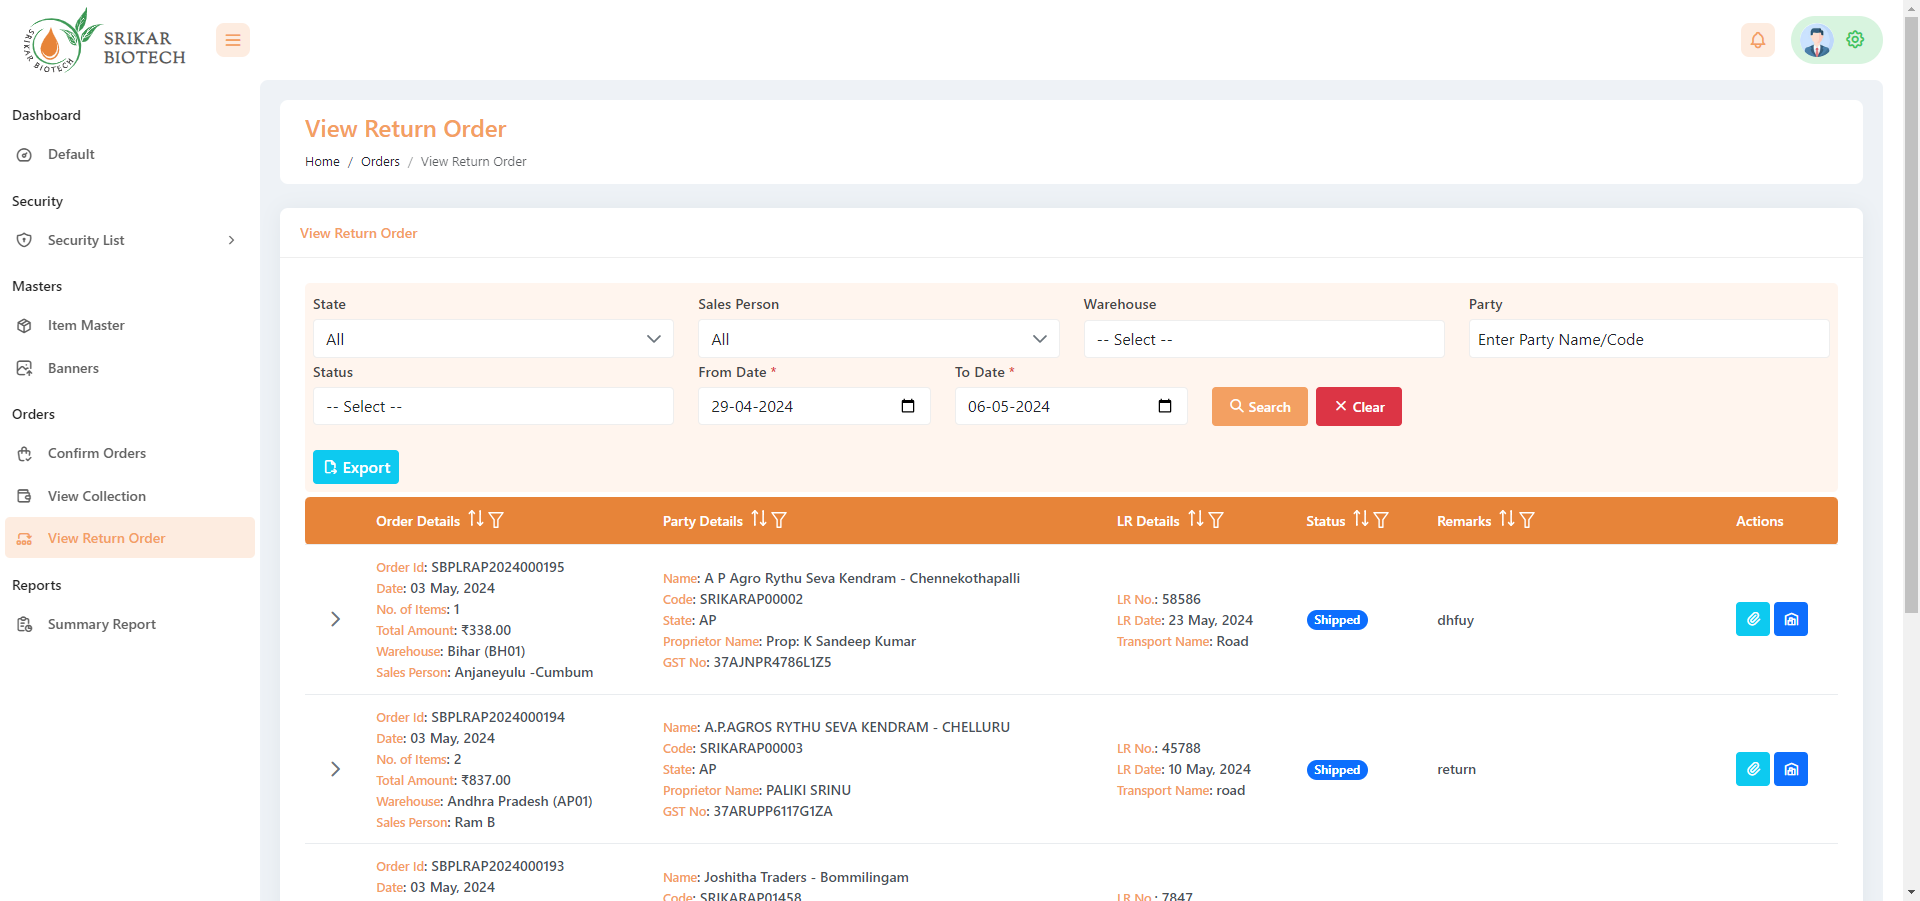 SRIKAR BIOTECH
SRIKAR
BIOTECH
Dashboard
Default
Security
Security List
Masters
Item Master
Banners
Orders
Confirm Orders
View Collection
View Return Order
Reports
Summary Report
View Return Order
Home / Orders / View Return Order
View Return Order
State
All
Sales Person
All
Warehouse
-- Select --
Party
Enter Party Name/Code
Status
-- Select --
From Date *
29-04-2024
To Date *
06-05-2024
Search
Clear
Export
Order Details Party Details LR Details Status Remarks Actions
Order Id: SBPLRAP2024000195
Date: 03 May, 2024
No. of Items: 1
Total Amount: ₹338.00
Warehouse: Bihar (BH01)
Sales Person: Anjaneyulu -Cumbum
Name: A P Agro Rythu Seva Kendram - Chennekothapalli
Code: SRIKARAP00002
State: AP
Proprietor Name: Prop: K Sandeep Kumar
GST No: 37AJNPR4786L1Z5
LR No.: 58586
LR Date: 23 May, 2024
Transport Name: Road
Shipped
dhfuy
Order Id: SBPLRAP2024000194
Date: 03 May, 2024
No. of Items: 2
Total Amount: ₹837.00
Warehouse: Andhra Pradesh (AP01)
Sales Person: Ram B
Name: A.P.AGROS RYTHU SEVA KENDRAM - CHELLURU
Code: SRIKARAP00003
State: AP
Proprietor Name: PALIKI SRINU
GST No: 37ARUPP6117G1ZA
LR No.: 45788
LR Date: 10 May, 2024
Transport Name: road
Shipped
return
Order Id: SBPLRAP2024000193
Date: 03 May, 2024
Name: Joshitha Traders - Bommilingam
Code: SRIKARAP01458
LR No.: 7847